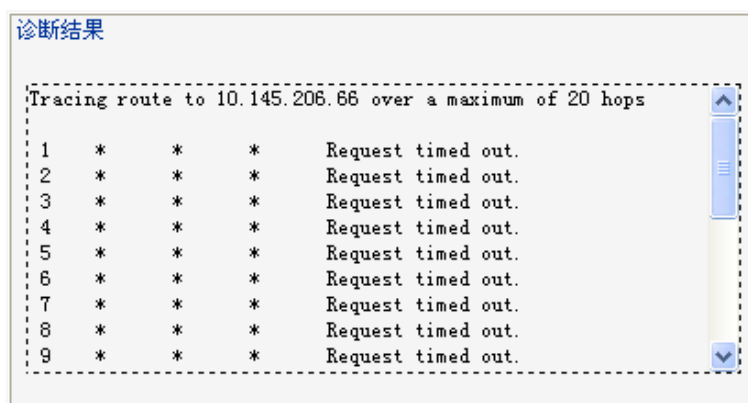 诊断结果
Tracing route to 10.145.206.66 over a maximum of 20 hops
1 * * * Request timed out.
2 * * * Request timed out.
3 * * * Request timed out.
4 * * * Request timed out.
5 * * * Request timed out.
6 * * * Request timed out.
7 * * * Request timed out.
8 * * * Request timed out.
9 * * * Request timed out.